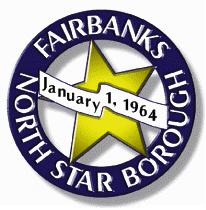 FAIRBANKS
January 1, 1964
NORTH STAR BOROUGH